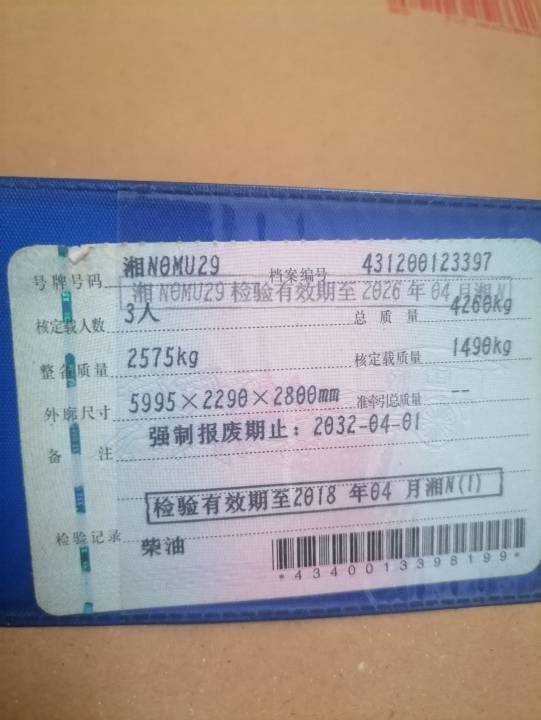 号牌号码 湘N0MU29 档案编号 431200123397
湘N0MU29检验有效期至2026年04月湘N
核定载人数 3人 总质量 4260kg
整备质量 2575kg 核定载质量 1490kg
外廓尺寸 5995×2290×2800mm 准牵引总质量 --
备注 强制报废期止：2032-04-01
检验有效期至2018年04月湘N(1)
检验记录 柴油
*4340013398199*